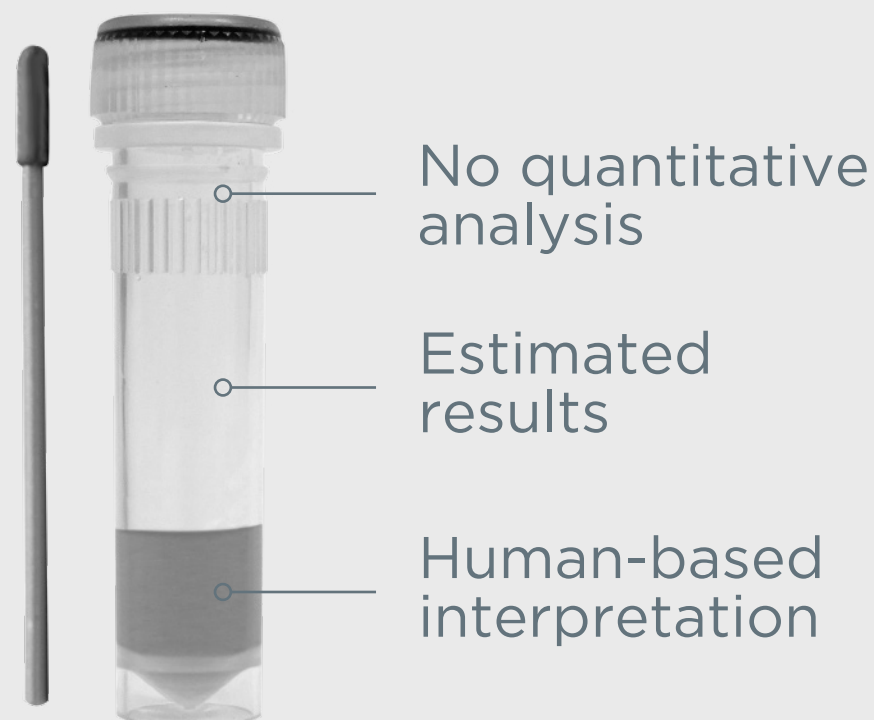 No quantitative
analysis
Estimated
results
Human-based
interpretation